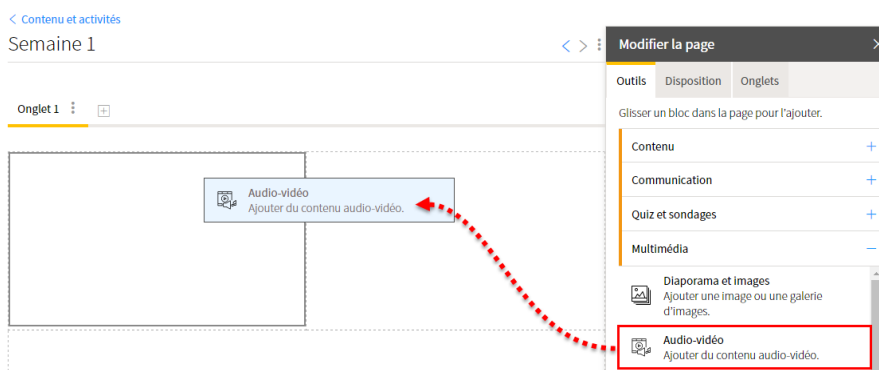 Contenu et activités
Semaine 1
Onglet 1
Audio-vidéo
Ajouter du contenu audio-vidéo.
Modifier la page
Outils Disposition Onglets
Glisser un bloc dans la page pour l'ajouter.
Contenu
Communication
Quiz et sondages
Multimédia
Diaporama et images
Ajouter une image ou une galerie
d'images.
Audio-vidéo
Ajouter du contenu audio-vidéo.